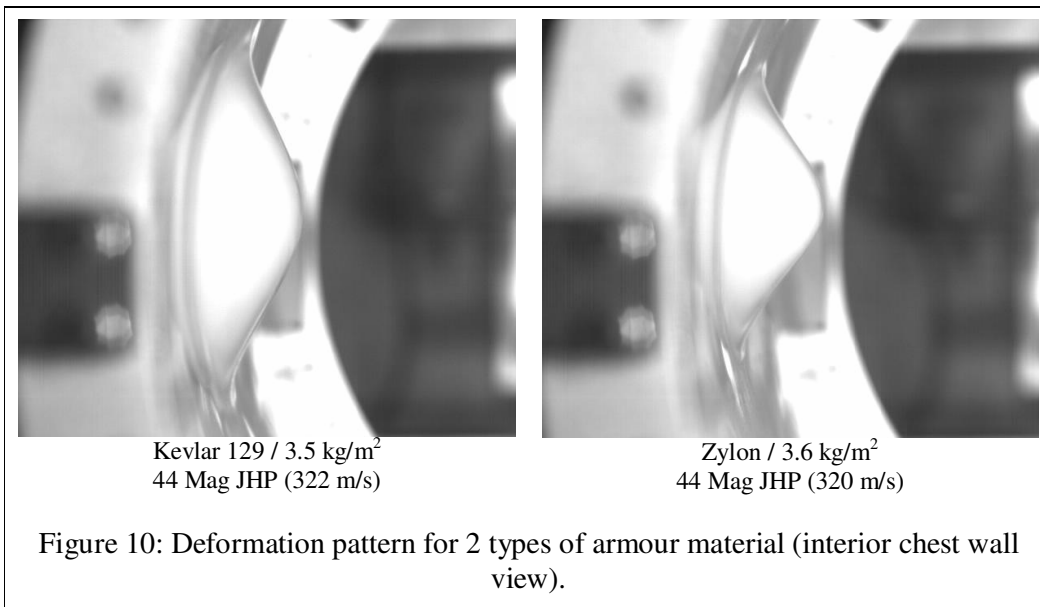 Kevlar 129 / 3.5 kg/m²
44 Mag JHP (322 m/s)
Zylon / 3.6 kg/m²
44 Mag JHP (320 m/s)
Figure 10: Deformation pattern for 2 types of armour material (interior chest wall
view).